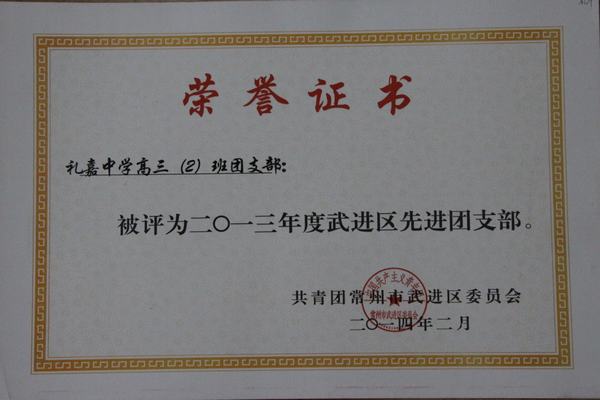 荣誉证书
礼嘉中学高三（2）班团支部：
被评为二〇一三年度武进区先进团支部。
共青团常州市武进区委员会
二〇一四年二月